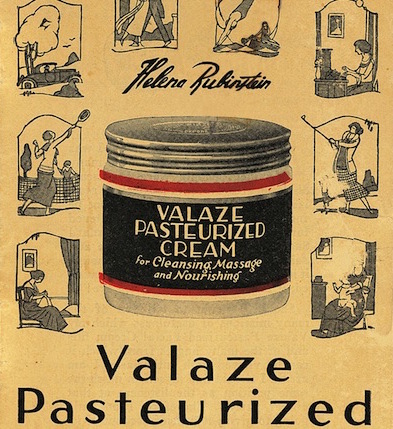 Helena Rubinstein
VALAZE
PASTEURIZED
CREAM
for Cleansing, Massage
and Nourishing
Valaze
Pasteurized